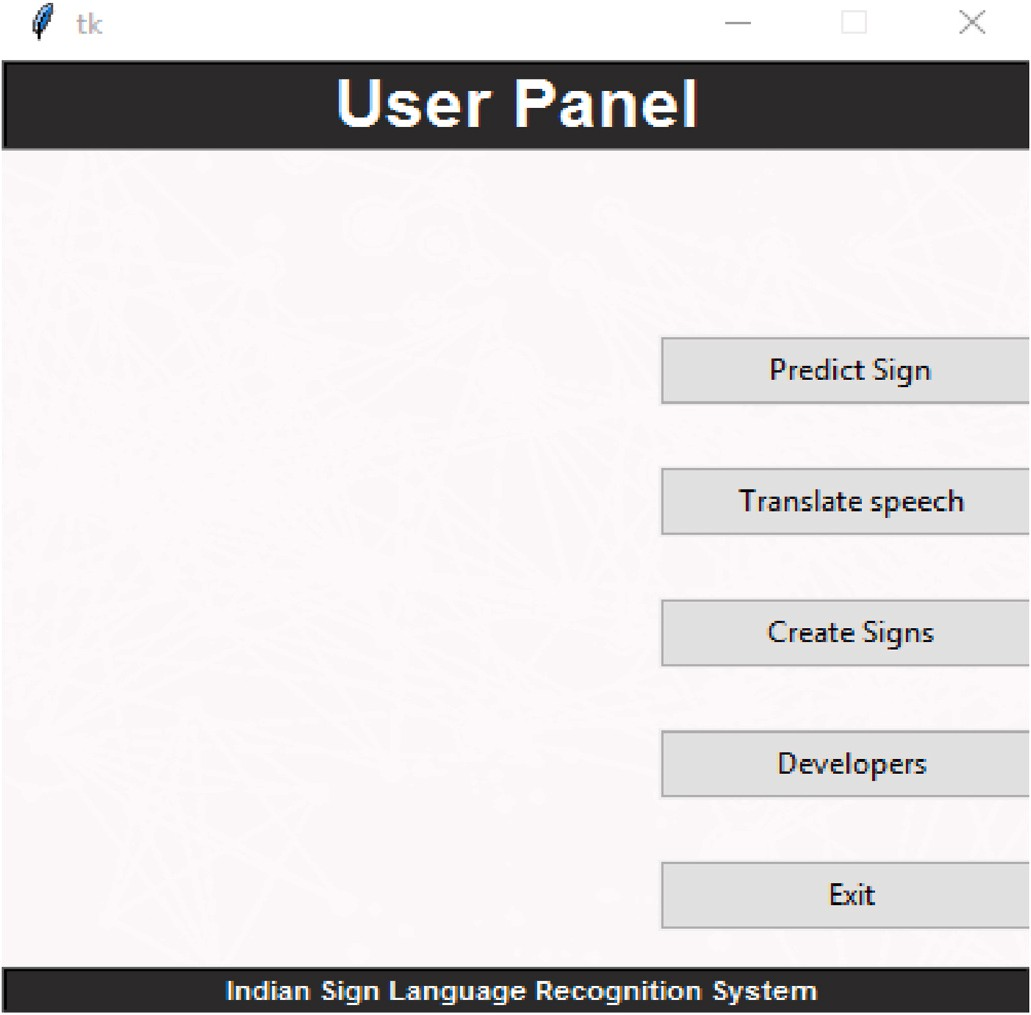 tk
User Panel
Predict Sign
Translate speech
Create Signs
Developers
Exit
Indian Sign Language Recognition System